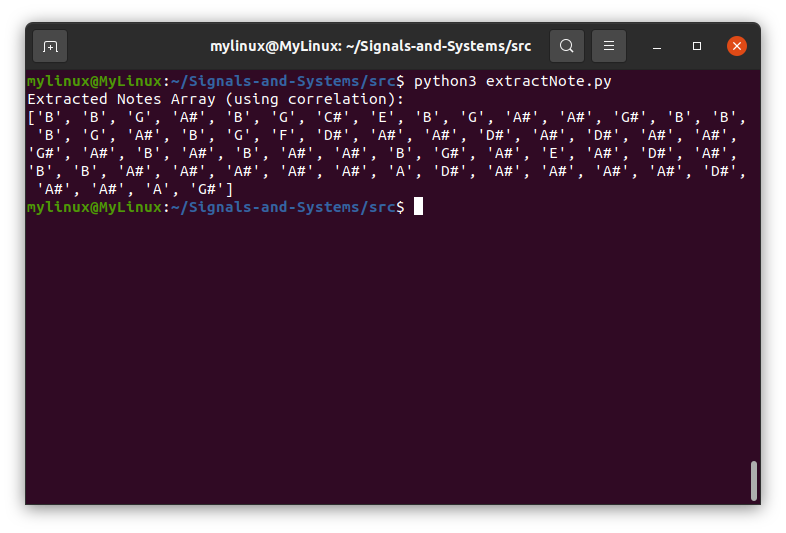 mylinux@MyLinux: ~/Signals-and-Systems/src
mylinux@MyLinux:~/Signals-and-Systems/src$ python3 extractNote.py
Extracted Notes Array (using correlation):
['B', 'B', 'G', 'A#', 'B', 'G', 'C#', 'E', 'B', 'G', 'A#', 'A#', 'G#', 'B', 'B',
 'B', 'G', 'A#', 'B', 'G', 'F', 'D#', 'A#', 'A#', 'D#', 'A#', 'D#', 'A#', 'A#',
'G#', 'A#', 'B', 'A#', 'B', 'A#', 'A#', 'B', 'G#', 'A#', 'E', 'A#', 'D#', 'A#',
'B', 'B', 'A#', 'A#', 'A#', 'A#', 'A#', 'A', 'D#', 'A#', 'A#', 'A#', 'A#', 'D#',
 'A#', 'A#', 'A', 'G#']
mylinux@MyLinux:~/Signals-and-Systems/src$